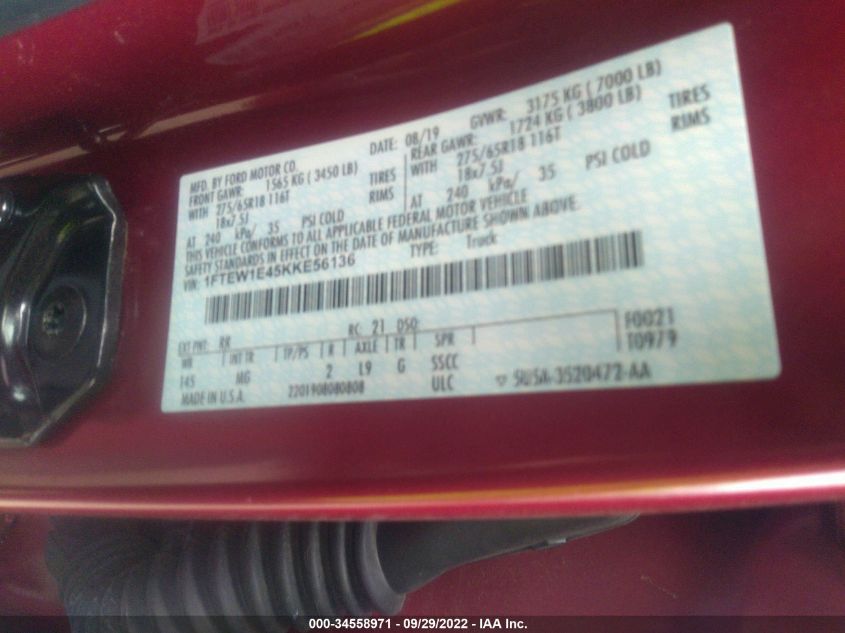 MFD. BY FORD MOTOR CO. DATE: 08/19 GVWR: 3175 KG ( 7000 LB)
FRONT GAWR: 1565 KG ( 3450 LB) REAR GAWR: 1724 KG ( 3800 LB)
WITH 275/65R18 116T TIRES WITH 275/65R18 116T TIRES
18x7.5J RIMS 18x7.5J RIMS
AT 240 kPa/ 35 PSI COLD AT 240 kPa/ 35 PSI COLD
THIS VEHICLE CONFORMS TO ALL APPLICABLE FEDERAL MOTOR VEHICLE
SAFETY STANDARDS IN EFFECT ON THE DATE OF MANUFACTURE SHOWN ABOVE.
VIN: 1FTEW1E45KKE56136 TYPE: Truck
EXT PNT: RR RC: 21 DSO: F0021
WB INT TR TP/PS R AXLE TR SPR T0979
145 MG 2 L9 G SSCC
MADE IN U.S.A. 2201908080808 ULC 5U5A-3520472-AA
000-34558971 - 09/29/2022 - IAA Inc.